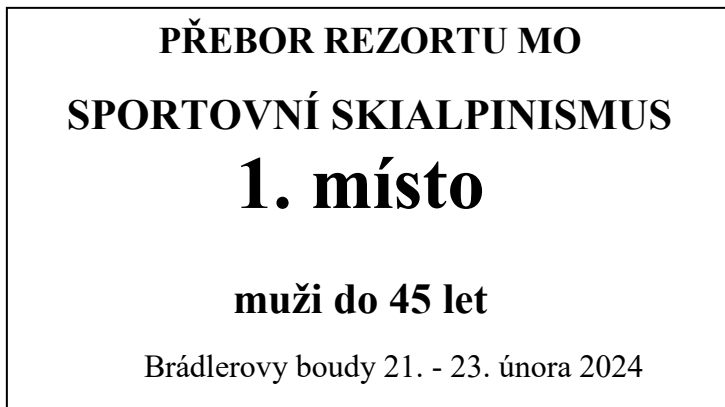 PŘEBOR REZORTU MO
SPORTOVNÍ SKIALPINISMUS
1. místo
muži do 45 let
Brádlerovy boudy 21. - 23. února 2024